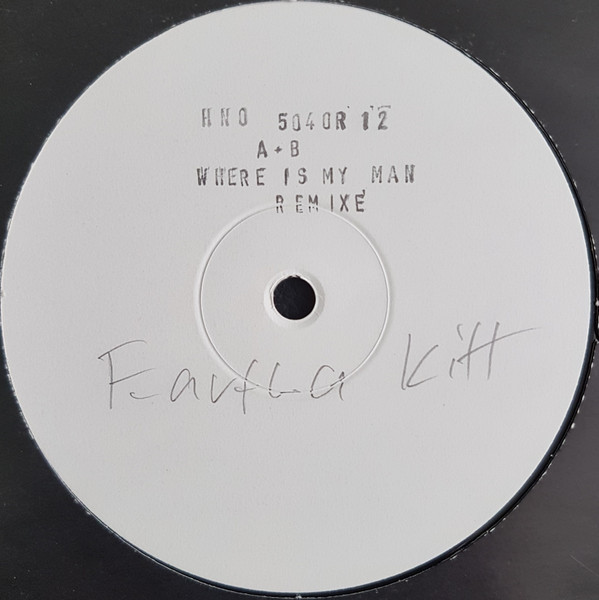 HNO 5040R 12"
A+B
WHERE IS MY MAN
REMIXE
Eartha Kitt